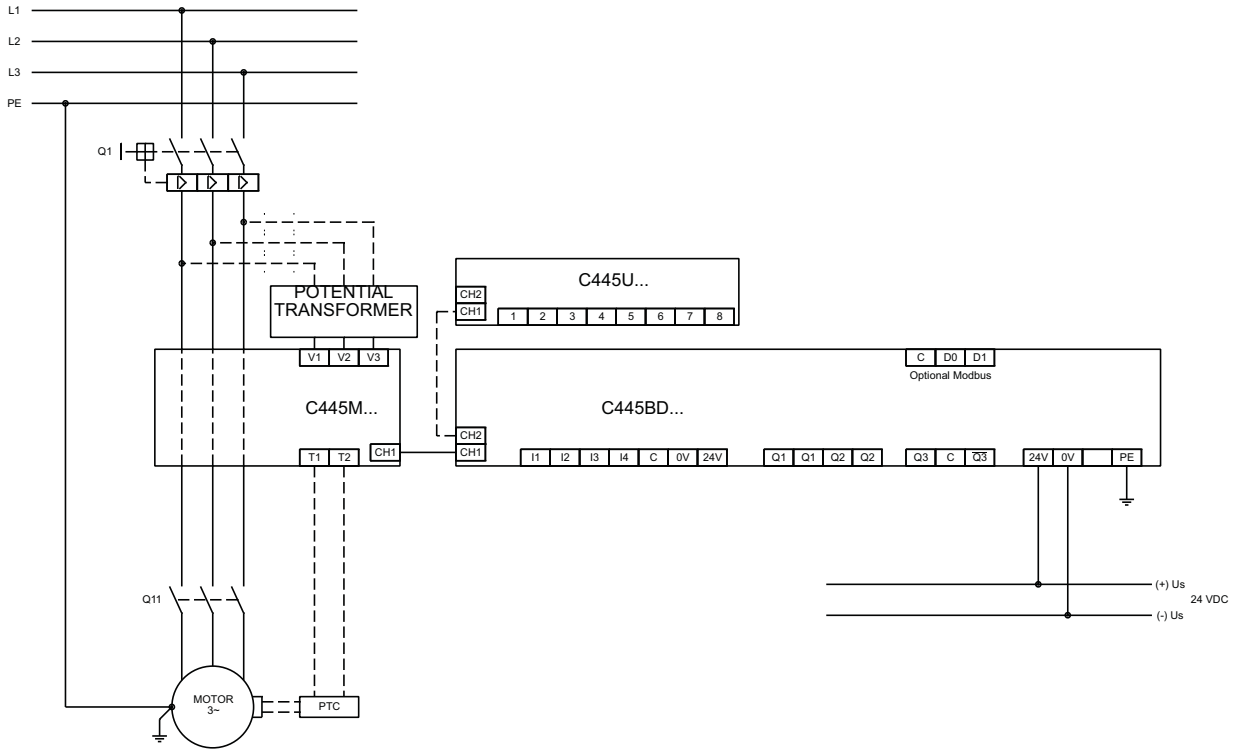 L1
L2
L3
PE
Q1
POTENTIAL
TRANSFORMER
C445U...
CH2
CH1
1 2 3 4 5 6 7 8
V1 V2 V3
C D0 D1
Optional Modbus
C445M...
C445BD...
CH2
T1 T2 CH1
CH1
I1 I2 I3 I4 C 0V 24V Q1 Q1 Q2 Q2 Q3 C Q̅3̅ 24V 0V PE
(+) Us
24 VDC
(-) Us
Q11
MOTOR
3~
PTC